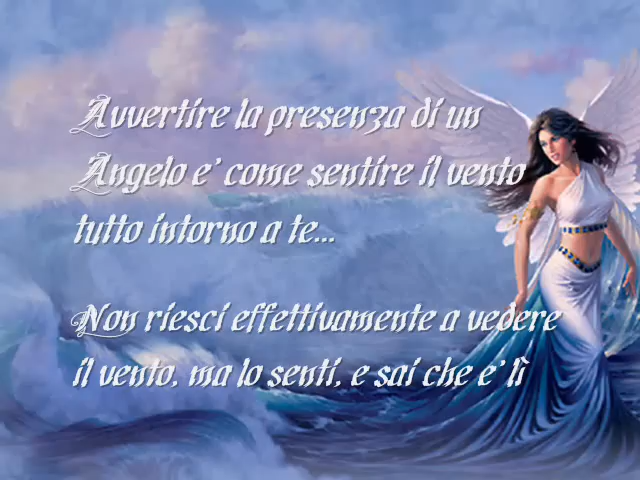 Avvertire la presenza di un
Angelo e' come sentire il vento
tutto intorno a te...
Non riesci effettivamente a vedere
il vento, ma lo senti, e sai che e' lì